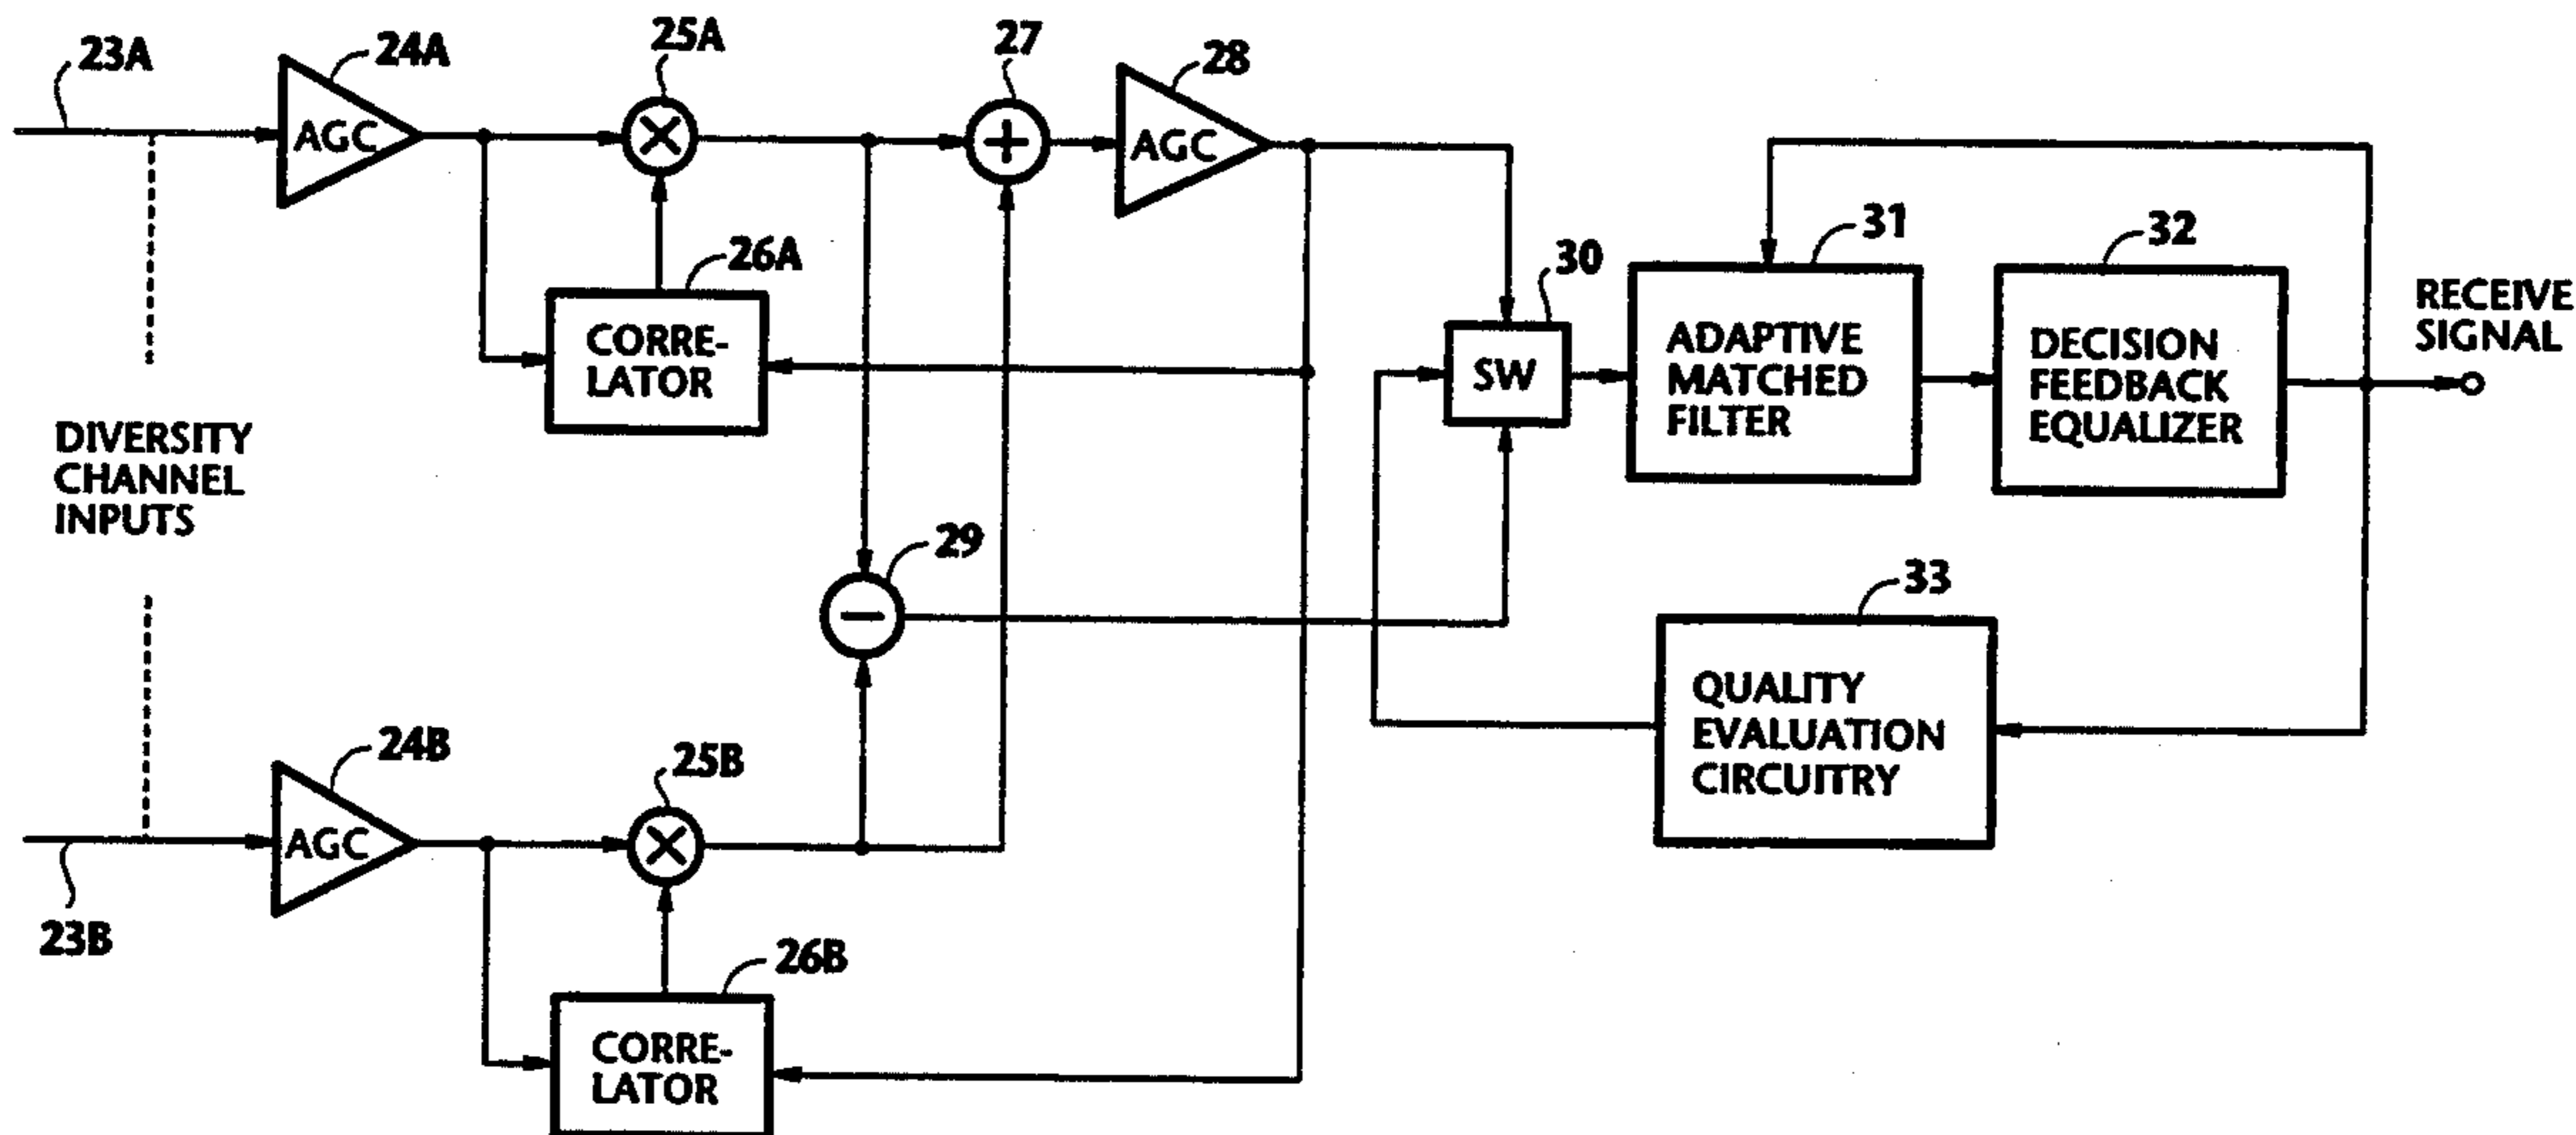 23A
24A
25A
27
28
AGC
×
+
AGC
26A
CORRE-
LATOR
30
SW
31
ADAPTIVE
MATCHED
FILTER
32
DECISION
FEEDBACK
EQUALIZER
RECEIVE
SIGNAL
DIVERSITY
CHANNEL
INPUTS
29
−
33
QUALITY
EVALUATION
CIRCUITRY
24B
25B
AGC
×
23B
26B
CORRE-
LATOR